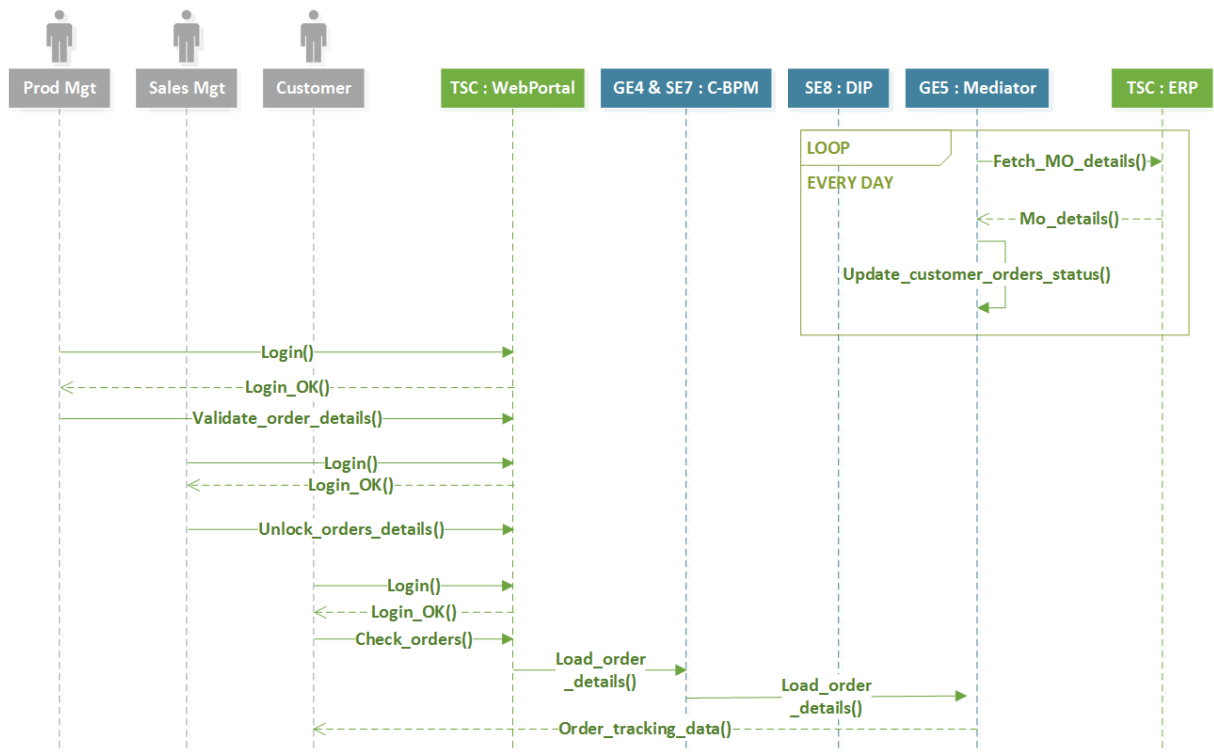 Prod Mgt
Sales Mgt
Customer
TSC : WebPortal
GE4 & SE7 : C-BPM
SE8 : DIP
GE5 : Mediator
TSC : ERP
LOOP
Fetch_MO_details()
EVERY DAY
Mo_details()
Update_customer_orders_status()
Login()
Login_OK()
Validate_order_details()
Login()
Login_OK()
Unlock_orders_details()
Login()
Login_OK()
Check_orders()
Load_order
_details()
Load_order
_details()
Order_tracking_data()